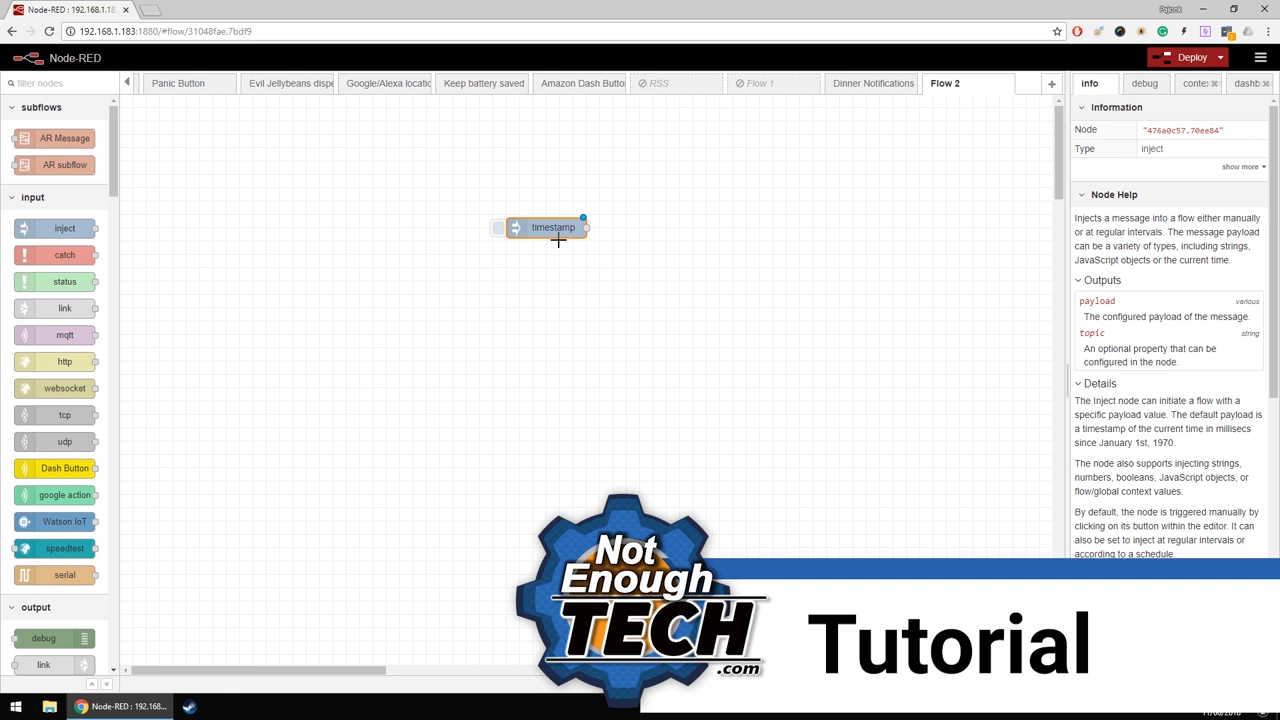 Node-RED : 192.168.1.18
Pajock
192.168.1.183:1880/#flow/31048fae.7bdf9
Node-RED
Deploy
filter nodes
Panic Button
Evil Jellybeans dispe
Google/Alexa locatic
Keep battery saved
Amazon Dash Butto
RSS
Flow 1
Dinner Notifications
Flow 2
info
debug
conte:
dashb
subflows
AR Message
AR subflow
input
inject
catch
status
link
mqtt
http
websocket
tcp
udp
Dash Button
google action
Watson IoT
speedtest
serial
output
debug
link
timestamp
Information
Node
"476a0c57.70ee84"
Type
inject
show more
Node Help
Injects a message into a flow either manually
or at regular intervals. The message payload
can be a variety of types, including strings,
JavaScript objects or the current time.
Outputs
payload
various
The configured payload of the message.
topic
string
An optional property that can be
configured in the node.
Details
The Inject node can initiate a flow with a
specific payload value. The default payload is
a timestamp of the current time in millisecs
since January 1st, 1970.
The node also supports injecting strings,
numbers, booleans, JavaScript objects, or
flow/global context values.
By default, the node is triggered manually by
clicking on its button within the editor. It can
also be set to inject at regular intervals or
according to a schedule.
Not
Enough
TECH
.com
Tutorial
Node-RED : 192.168...